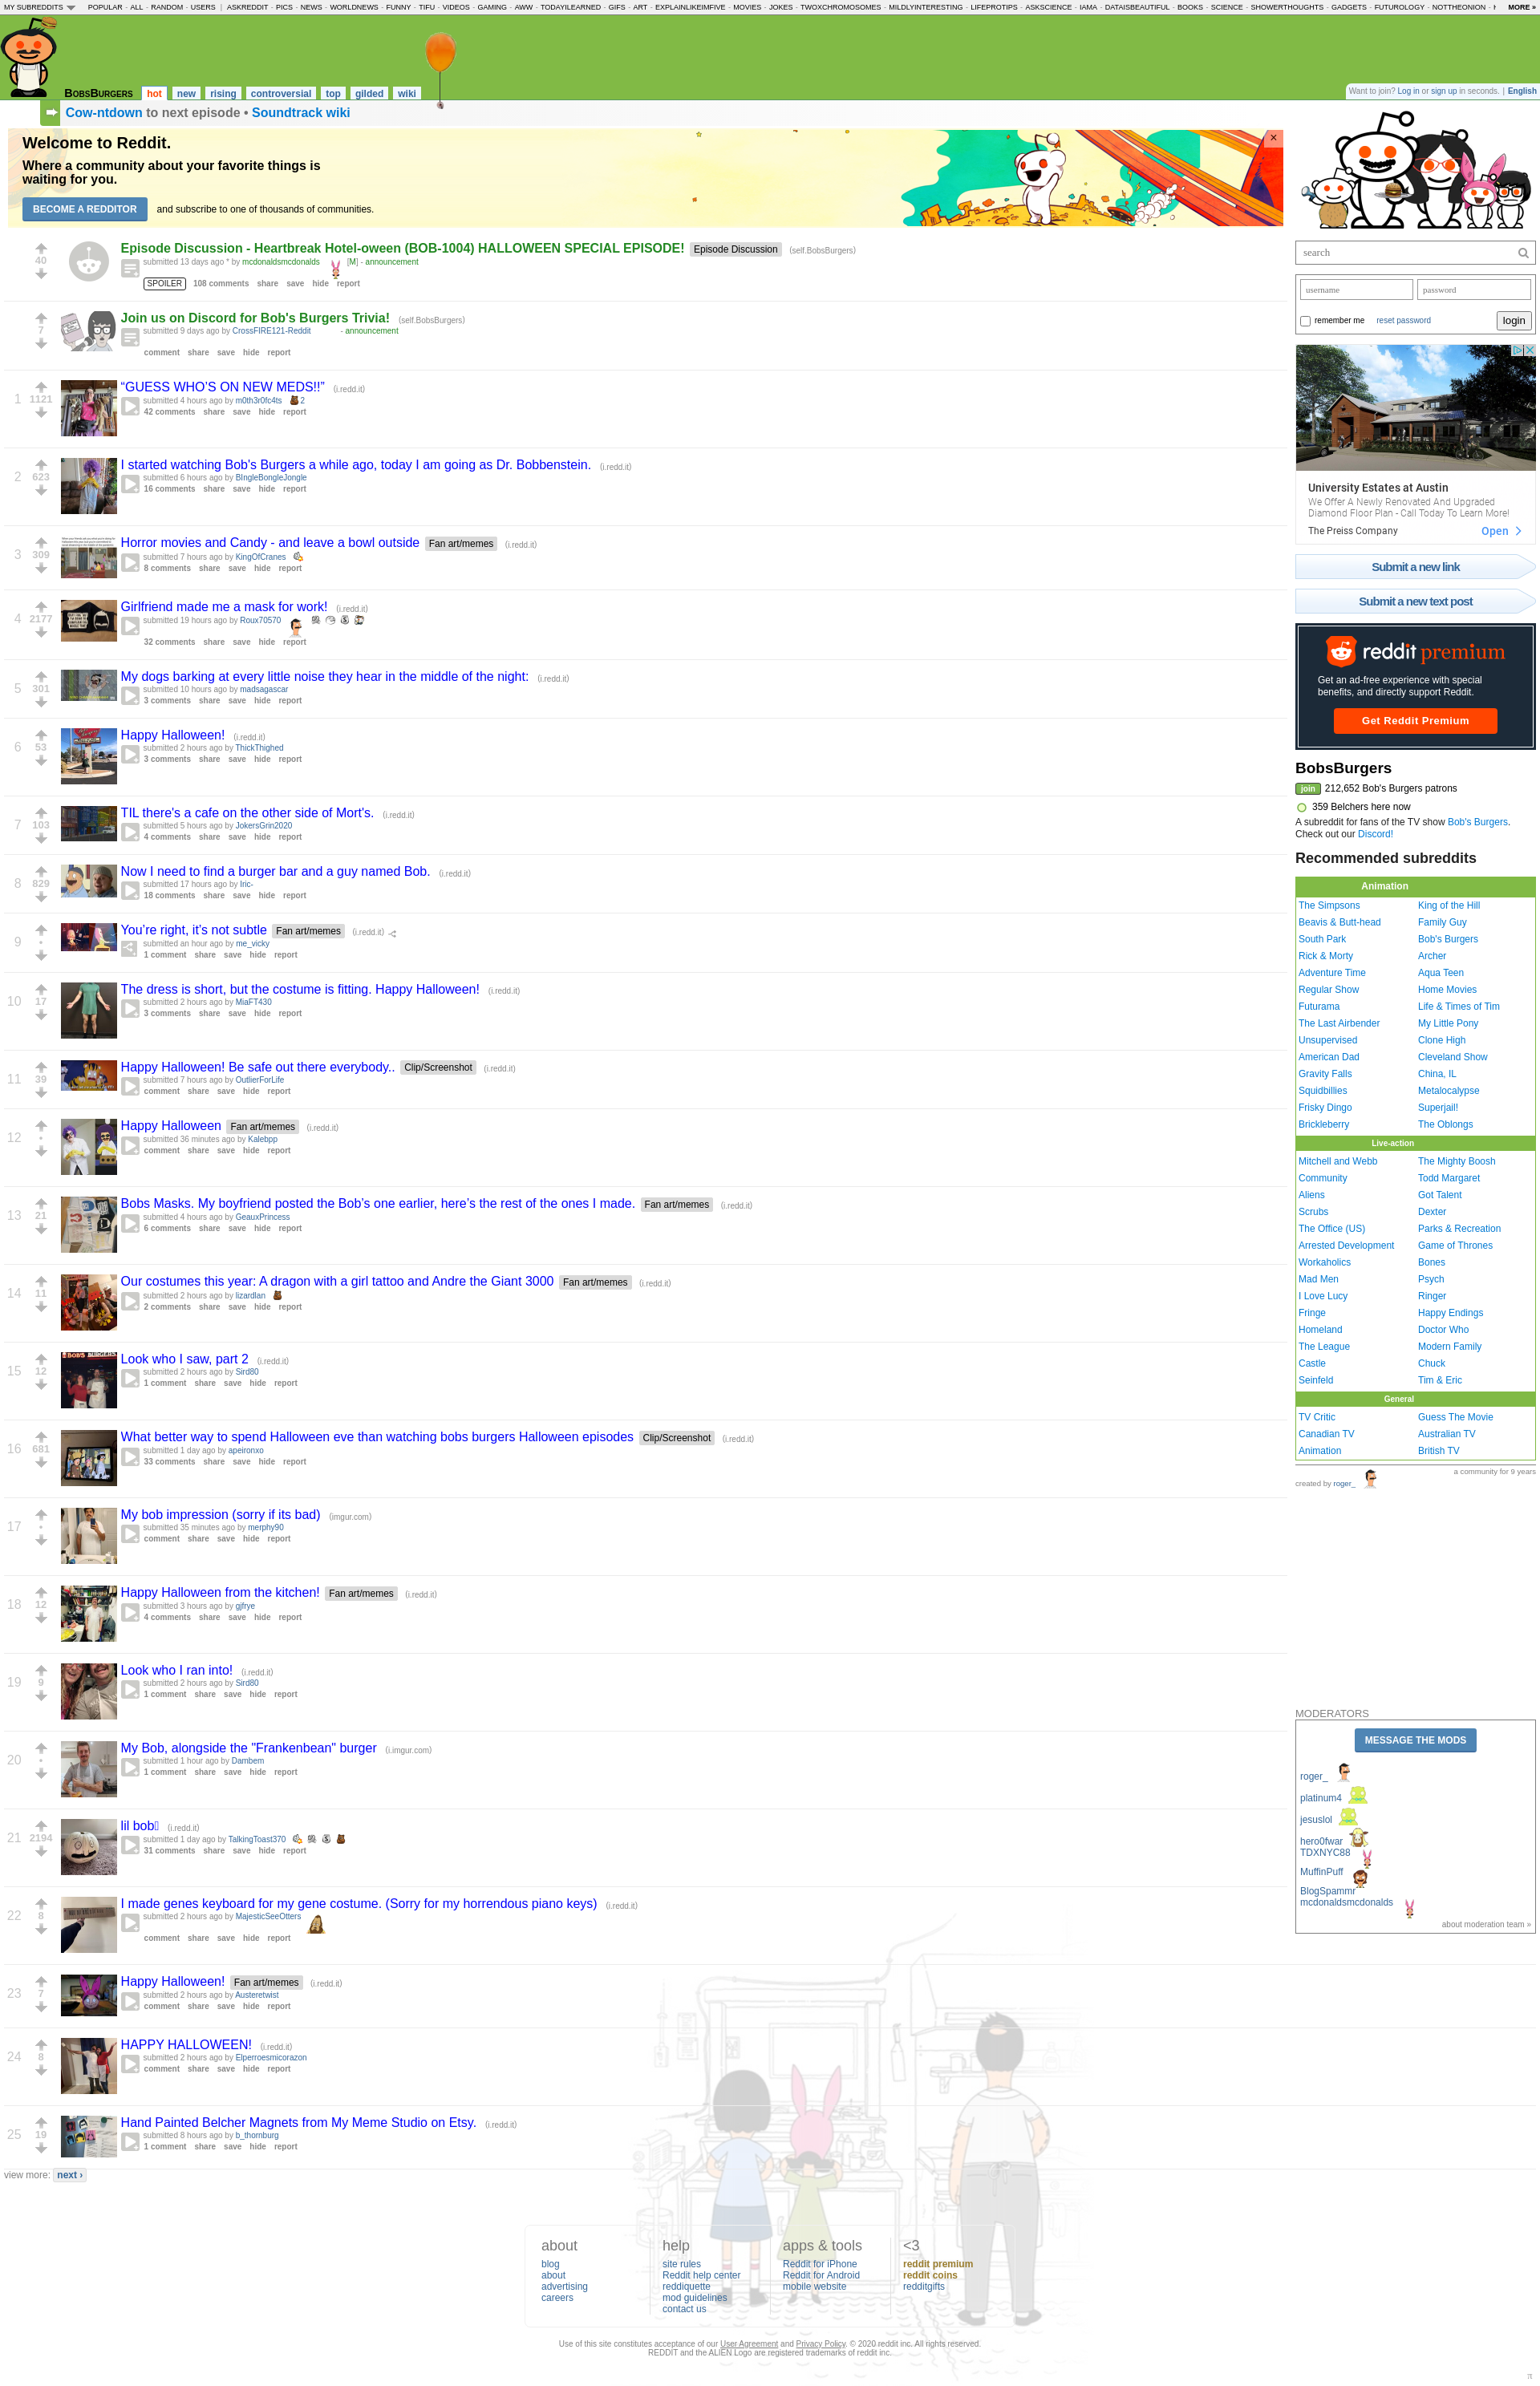 MY SUBREDDITS POPULAR - ALL - RANDOM - USERS | ASKREDDIT - PICS - NEWS - WORLDNEWS - FUNNY - TIFU - VIDEOS - GAMING - AWW - TODAYILEARNED - GIFS - ART - EXPLAINLIKEIMFIVE - MOVIES - JOKES - TWOXCHROMOSOMES - MILDLYINTERESTING - LIFEPROTIPS - ASKSCIENCE - IAMA - DATAISBEAUTIFUL - BOOKS - SCIENCE - SHOWERTHOUGHTS - GADGETS - FUTUROLOGY - NOTTHEONION - MORE »
BobsBurgers hot new rising controversial top gilded wiki
Want to join? Log in or sign up in seconds. | English
Cow-ntdown to next episode • Soundtrack wiki
Welcome to Reddit.
Where a community about your favorite things is
waiting for you.
BECOME A REDDITOR and subscribe to one of thousands of communities.
×
Episode Discussion - Heartbreak Hotel-oween (BOB-1004) HALLOWEEN SPECIAL EPISODE! Episode Discussion (self.BobsBurgers)
40
submitted 13 days ago * by mcdonaldsmcdonalds [M] - announcement
SPOILER 108 comments share save hide report
Join us on Discord for Bob's Burgers Trivia! (self.BobsBurgers)
7
submitted 9 days ago by CrossFIRE121-Reddit - announcement
comment share save hide report
“GUESS WHO’S ON NEW MEDS!!” (i.redd.it)
1 1121
submitted 4 hours ago by m0th3r0fc4ts 2
42 comments share save hide report
I started watching Bob's Burgers a while ago, today I am going as Dr. Bobbenstein. (i.redd.it)
2 623
submitted 6 hours ago by BIngleBongleJongle
16 comments share save hide report
Horror movies and Candy - and leave a bowl outside Fan art/memes (i.redd.it)
3 309
submitted 7 hours ago by KingOfCranes
8 comments share save hide report
Girlfriend made me a mask for work! (i.redd.it)
4 2177
submitted 19 hours ago by Roux70570
32 comments share save hide report
My dogs barking at every little noise they hear in the middle of the night: (i.redd.it)
5 301
submitted 10 hours ago by madsagascar
3 comments share save hide report
Happy Halloween! (i.redd.it)
6 53
submitted 2 hours ago by ThickThighed
3 comments share save hide report
TIL there's a cafe on the other side of Mort's. (i.redd.it)
7 103
submitted 5 hours ago by JokersGrin2020
4 comments share save hide report
Now I need to find a burger bar and a guy named Bob. (i.redd.it)
8 829
submitted 17 hours ago by Iric-
18 comments share save hide report
You’re right, it’s not subtle Fan art/memes (i.redd.it)
9 •
submitted an hour ago by me_vicky
1 comment share save hide report
The dress is short, but the costume is fitting. Happy Halloween! (i.redd.it)
10 17
submitted 2 hours ago by MiaFT430
3 comments share save hide report
Happy Halloween! Be safe out there everybody.. Clip/Screenshot (i.redd.it)
11 39
submitted 7 hours ago by OutlierForLife
comment share save hide report
Happy Halloween Fan art/memes (i.redd.it)
12 •
submitted 36 minutes ago by Kalebpp
comment share save hide report
Bobs Masks. My boyfriend posted the Bob’s one earlier, here’s the rest of the ones I made. Fan art/memes (i.redd.it)
13 21
submitted 4 hours ago by GeauxPrincess
6 comments share save hide report
Our costumes this year: A dragon with a girl tattoo and Andre the Giant 3000 Fan art/memes (i.redd.it)
14 11
submitted 2 hours ago by lizardlan
2 comments share save hide report
Look who I saw, part 2 (i.redd.it)
15 12
submitted 2 hours ago by Sird80
1 comment share save hide report
What better way to spend Halloween eve than watching bobs burgers Halloween episodes Clip/Screenshot (i.redd.it)
16 681
submitted 1 day ago by apeironxo
33 comments share save hide report
My bob impression (sorry if its bad) (imgur.com)
17 •
submitted 35 minutes ago by merphy90
comment share save hide report
Happy Halloween from the kitchen! Fan art/memes (i.redd.it)
18 12
submitted 3 hours ago by gjfrye
4 comments share save hide report
Look who I ran into! (i.redd.it)
19 9
submitted 2 hours ago by Sird80
1 comment share save hide report
My Bob, alongside the "Frankenbean" burger (i.imgur.com)
20 •
submitted 1 hour ago by Dambem
1 comment share save hide report
lil bob (i.redd.it)
21 2194
submitted 1 day ago by TalkingToast370
31 comments share save hide report
I made genes keyboard for my gene costume. (Sorry for my horrendous piano keys) (i.redd.it)
22 8
submitted 2 hours ago by MajesticSeeOtters
comment share save hide report
Happy Halloween! Fan art/memes (i.redd.it)
23 7
submitted 2 hours ago by Austeretwist
comment share save hide report
HAPPY HALLOWEEN! (i.redd.it)
24 8
submitted 2 hours ago by Elperroesmicorazon
comment share save hide report
Hand Painted Belcher Magnets from My Meme Studio on Etsy. (i.redd.it)
25 19
submitted 8 hours ago by b_thornburg
1 comment share save hide report
view more: next ›
search
username password
remember me reset password login
University Estates at Austin
We Offer A Newly Renovated And Upgraded
Diamond Floor Plan - Call Today To Learn More!
The Preiss Company Open
Submit a new link
Submit a new text post
reddit premium
Get an ad-free experience with special
benefits, and directly support Reddit.
Get Reddit Premium
BobsBurgers
join 212,652 Bob's Burgers patrons
359 Belchers here now
A subreddit for fans of the TV show Bob's Burgers.
Check out our Discord!
Recommended subreddits
Animation
The Simpsons King of the Hill
Beavis & Butt-head Family Guy
South Park Bob's Burgers
Rick & Morty Archer
Adventure Time Aqua Teen
Regular Show Home Movies
Futurama Life & Times of Tim
The Last Airbender My Little Pony
Unsupervised Clone High
American Dad Cleveland Show
Gravity Falls China, IL
Squidbillies Metalocalypse
Frisky Dingo Superjail!
Brickleberry The Oblongs
Live-action
Mitchell and Webb The Mighty Boosh
Community Todd Margaret
Aliens Got Talent
Scrubs Dexter
The Office (US) Parks & Recreation
Arrested Development Game of Thrones
Workaholics Bones
Mad Men Psych
I Love Lucy Ringer
Fringe Happy Endings
Homeland Doctor Who
The League Modern Family
Castle Chuck
Seinfeld Tim & Eric
General
TV Critic Guess The Movie
Canadian TV Australian TV
Animation British TV
a community for 9 years
created by roger_
MODERATORS
MESSAGE THE MODS
roger_
platinum4
jesuslol
hero0fwar
TDXNYC88
MuffinPuff
BlogSpammr
mcdonaldsmcdonalds
about moderation team »
about help apps & tools <3
blog site rules Reddit for iPhone reddit premium
about Reddit help center Reddit for Android reddit coins
advertising reddiquette mobile website redditgifts
careers mod guidelines
contact us
Use of this site constitutes acceptance of our User Agreement and Privacy Policy. © 2020 reddit inc. All rights reserved.
REDDIT and the ALIEN Logo are registered trademarks of reddit inc.
π